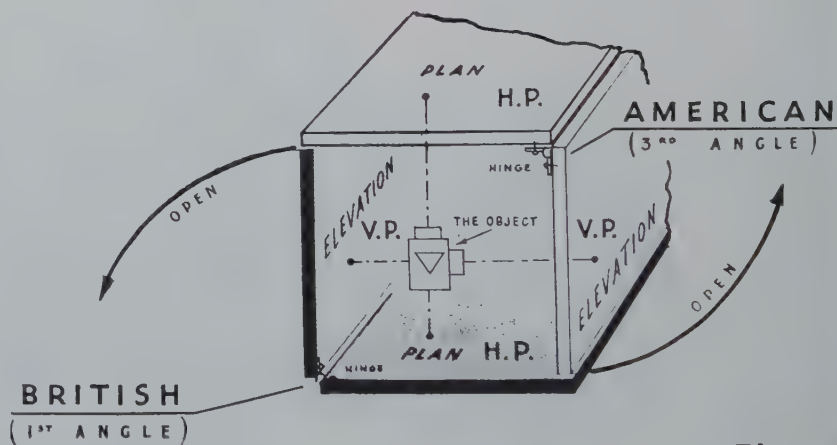 PLAN
H.P.
AMERICAN
(3RD ANGLE)
HINGE
OPEN
ELEVATION
THE OBJECT
V.P.
V.P.
ELEVATION
OPEN
PLAN
H.P.
HINGE
BRITISH
(1ST ANGLE)